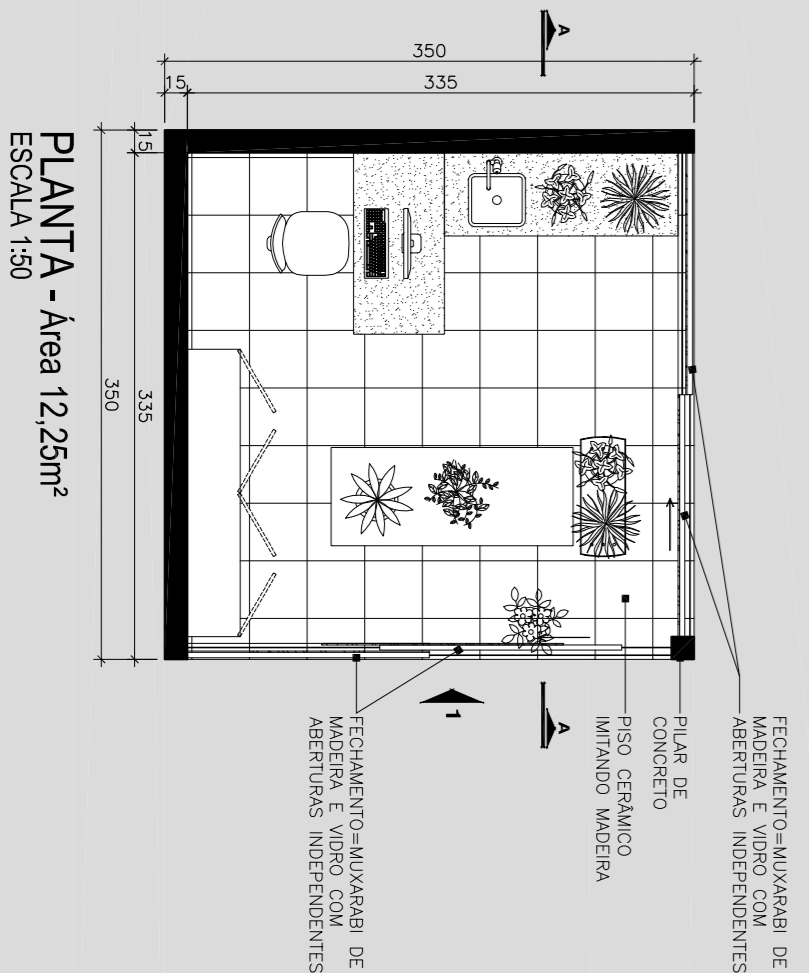 A
350
15
335
15
335
350
PLANTA - Área 12,25m²
ESCALA 1:50
1
A
FECHAMENTO=MUXARABI DE
MADEIRA E VIDRO COM
ABERTURAS INDEPENDENTES
PILAR DE
CONCRETO
PISO CERÂMICO
IMITANDO MADEIRA
FECHAMENTO=MUXARABI DE
MADEIRA E VIDRO COM
ABERTURAS INDEPENDENTES